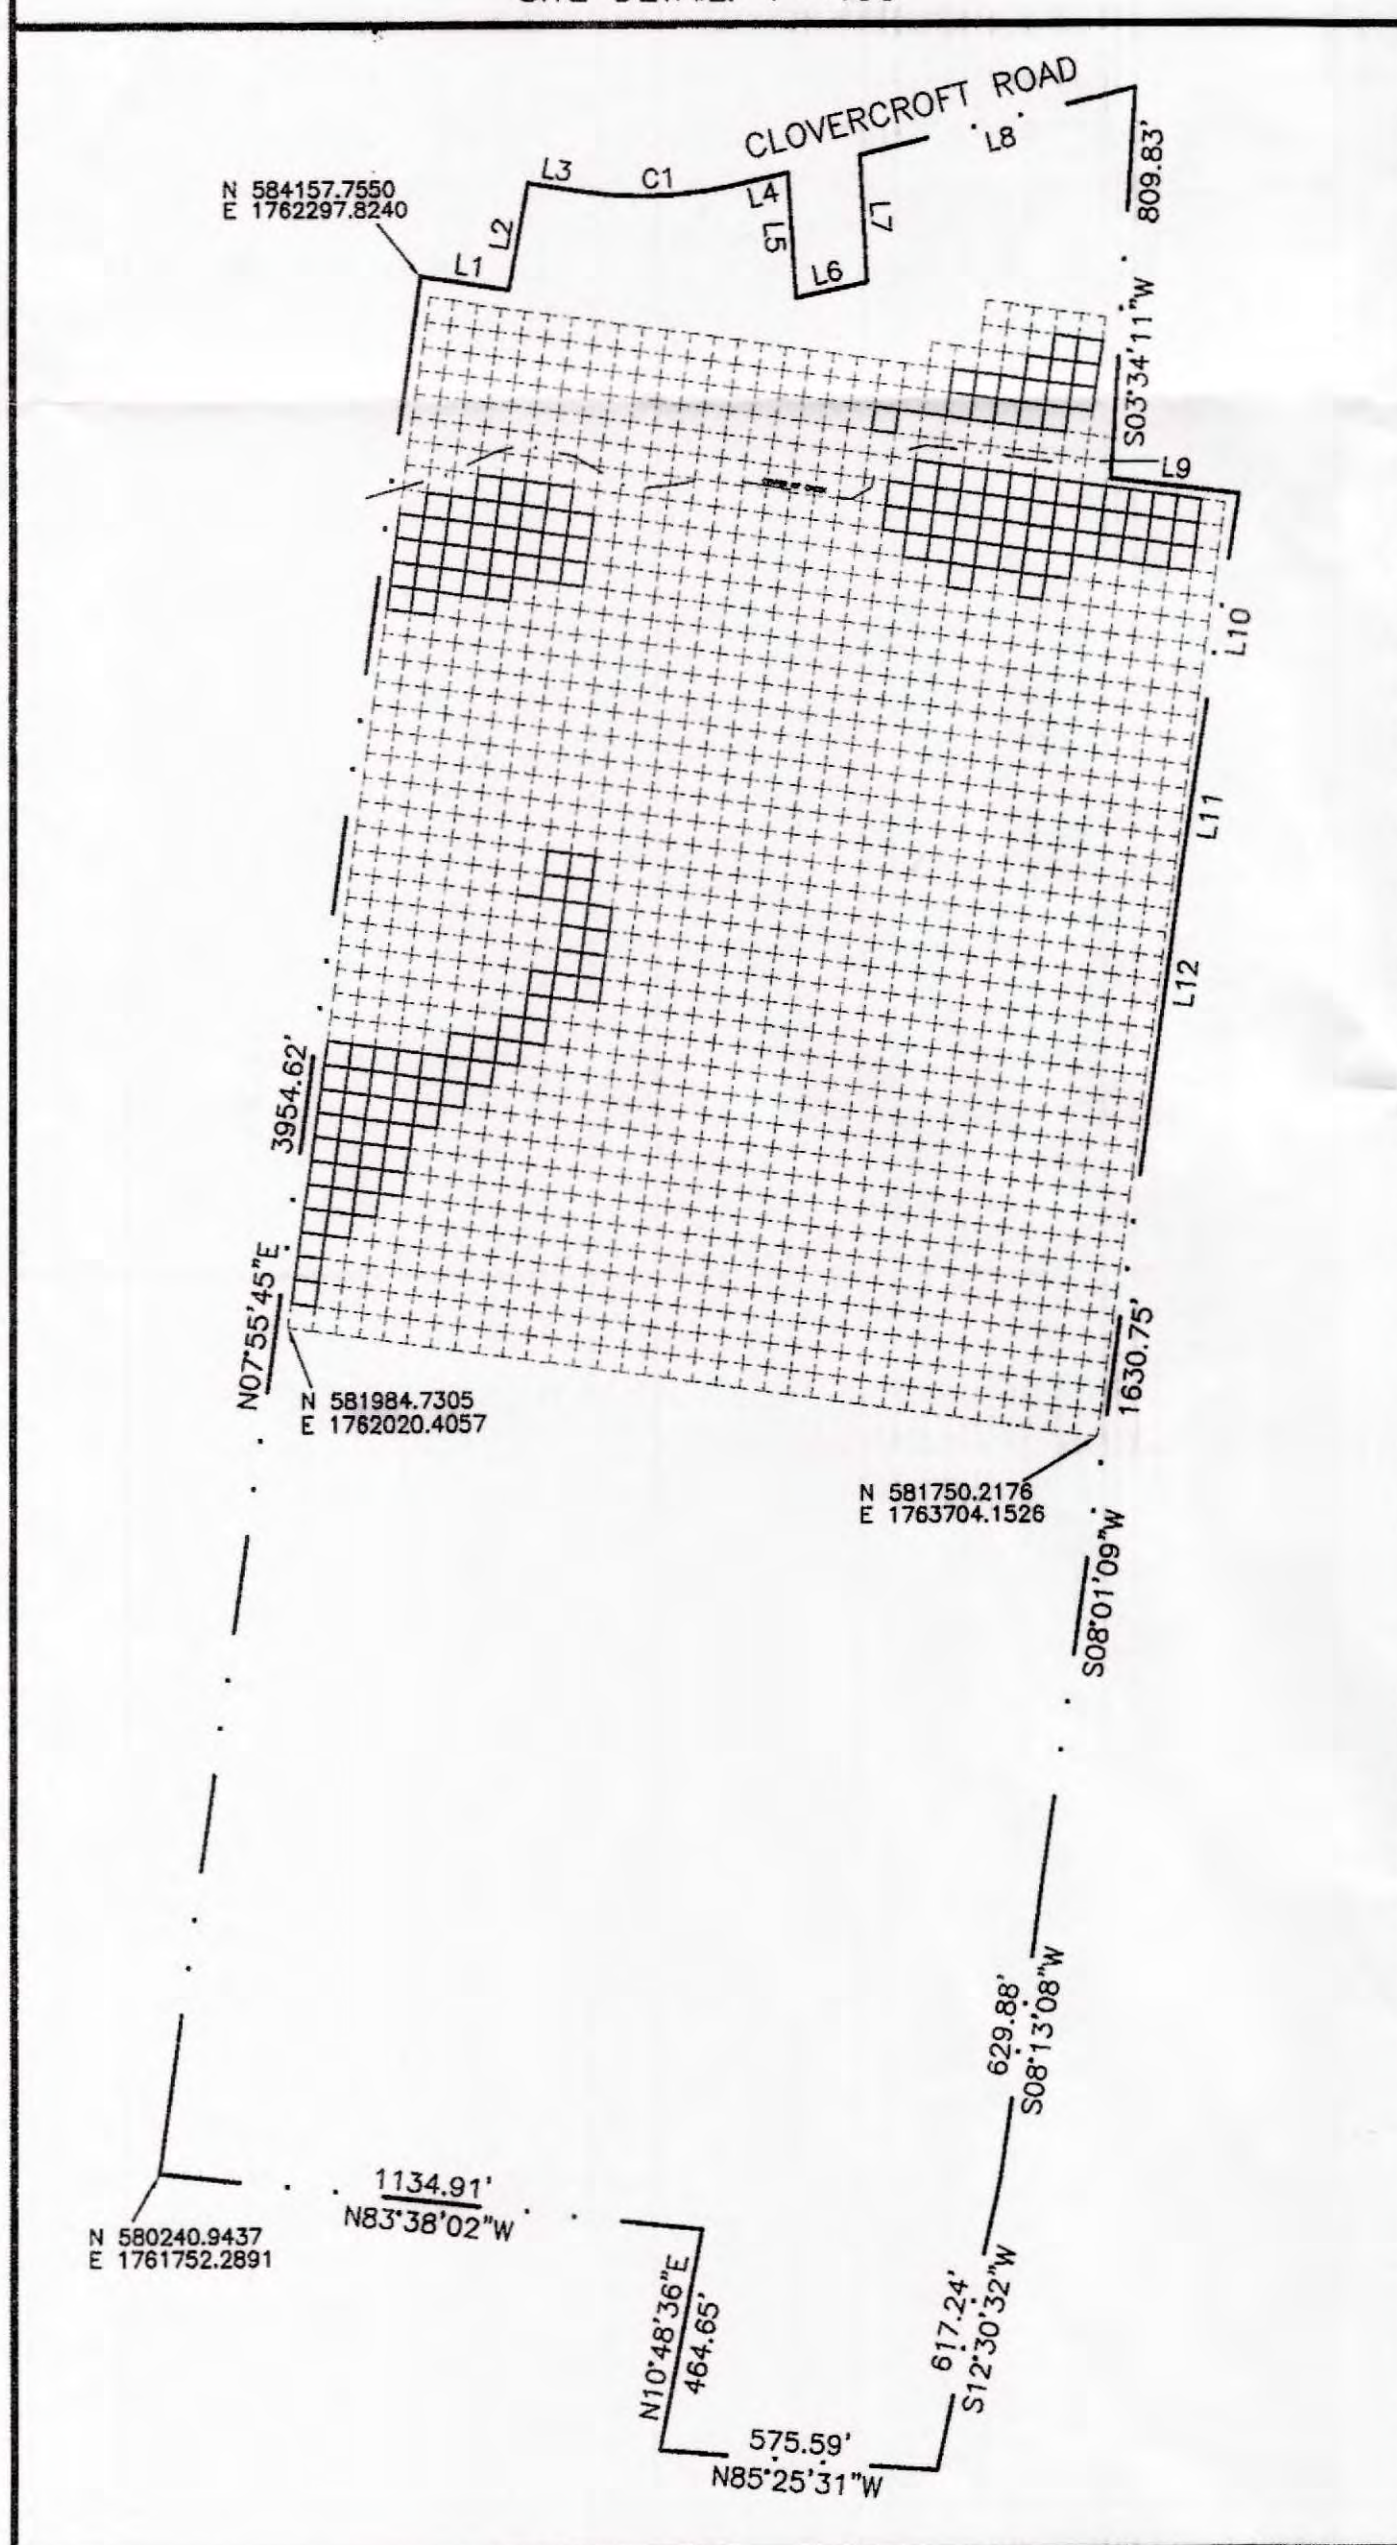 CLOVERCROFT ROAD
L8
809.83'
L3
C1
L4
N 584157.7550
E 1762297.8240
L2
L5
L7
L1
L6
S03°34'11"W
L9
L10
L11
L12
3954.62'
N07°55'45"E
1630.75'
N 581984.7305
E 1762020.4057
N 581750.2176
E 1763704.1526
S08°01'09"W
629.88'
S08°13'08"W
1134.91'
N83°38'02"W
N 580240.9437
E 1761752.2891
N10°48'36"E
464.65'
617.24'
S12°30'32"W
575.59'
N85°25'31"W